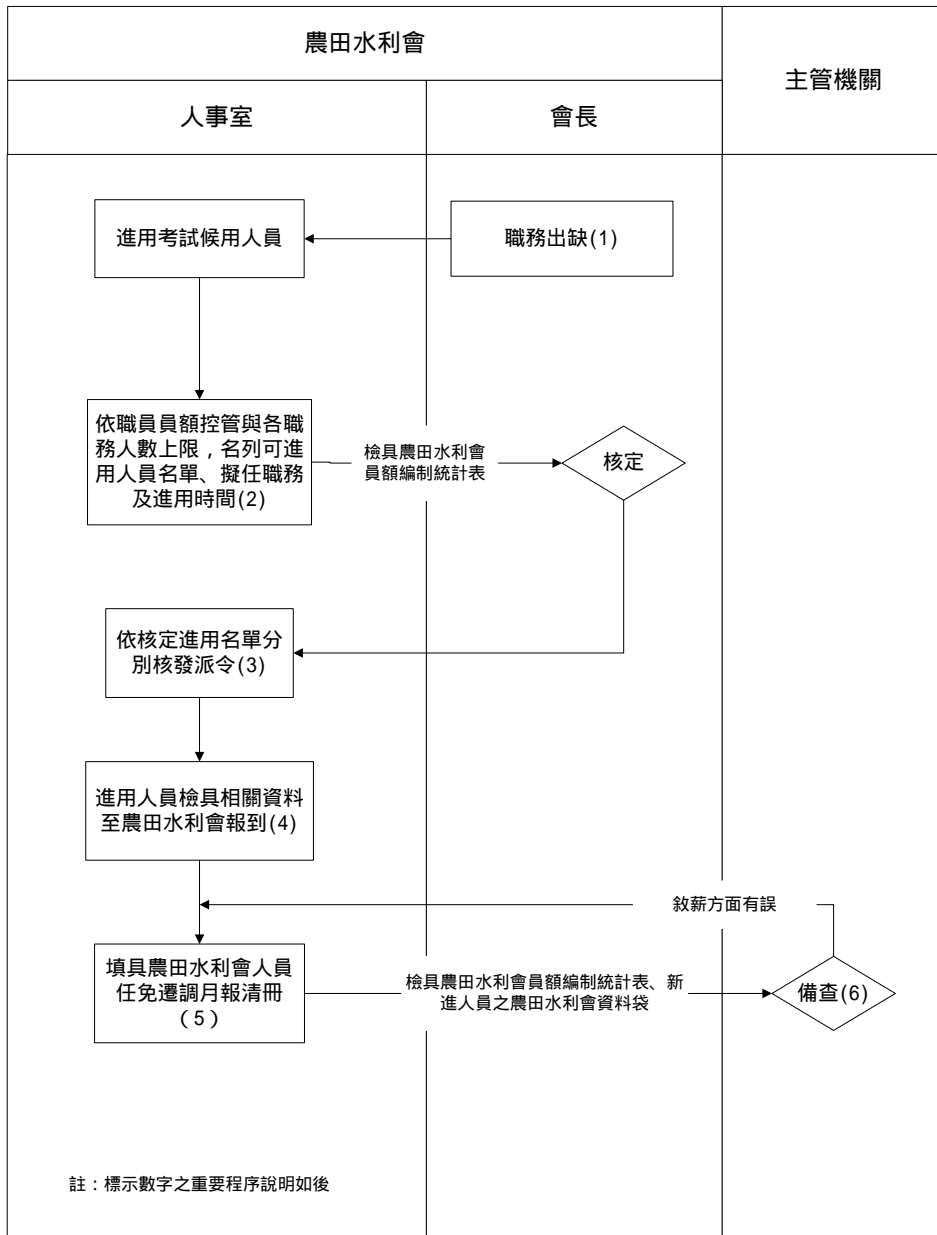 農田水利會
主管機關
人事室
會長
進用考試候用人員
職務出缺(1)
依職員員額控管與各職
務人數上限，名列可進
用人員名單、擬任職務
及進用時間(2)
檢具農田水利會
員額編制統計表
核定
依核定進用名單分
別核發派令(3)
進用人員檢具相關資料
至農田水利會報到(4)
敘薪方面有誤
填具農田水利會人員
任免遷調月報清冊
（5）
檢具農田水利會員額編制統計表、新
進人員之農田水利會資料袋
備查(6)
註：標示數字之重要程序說明如後